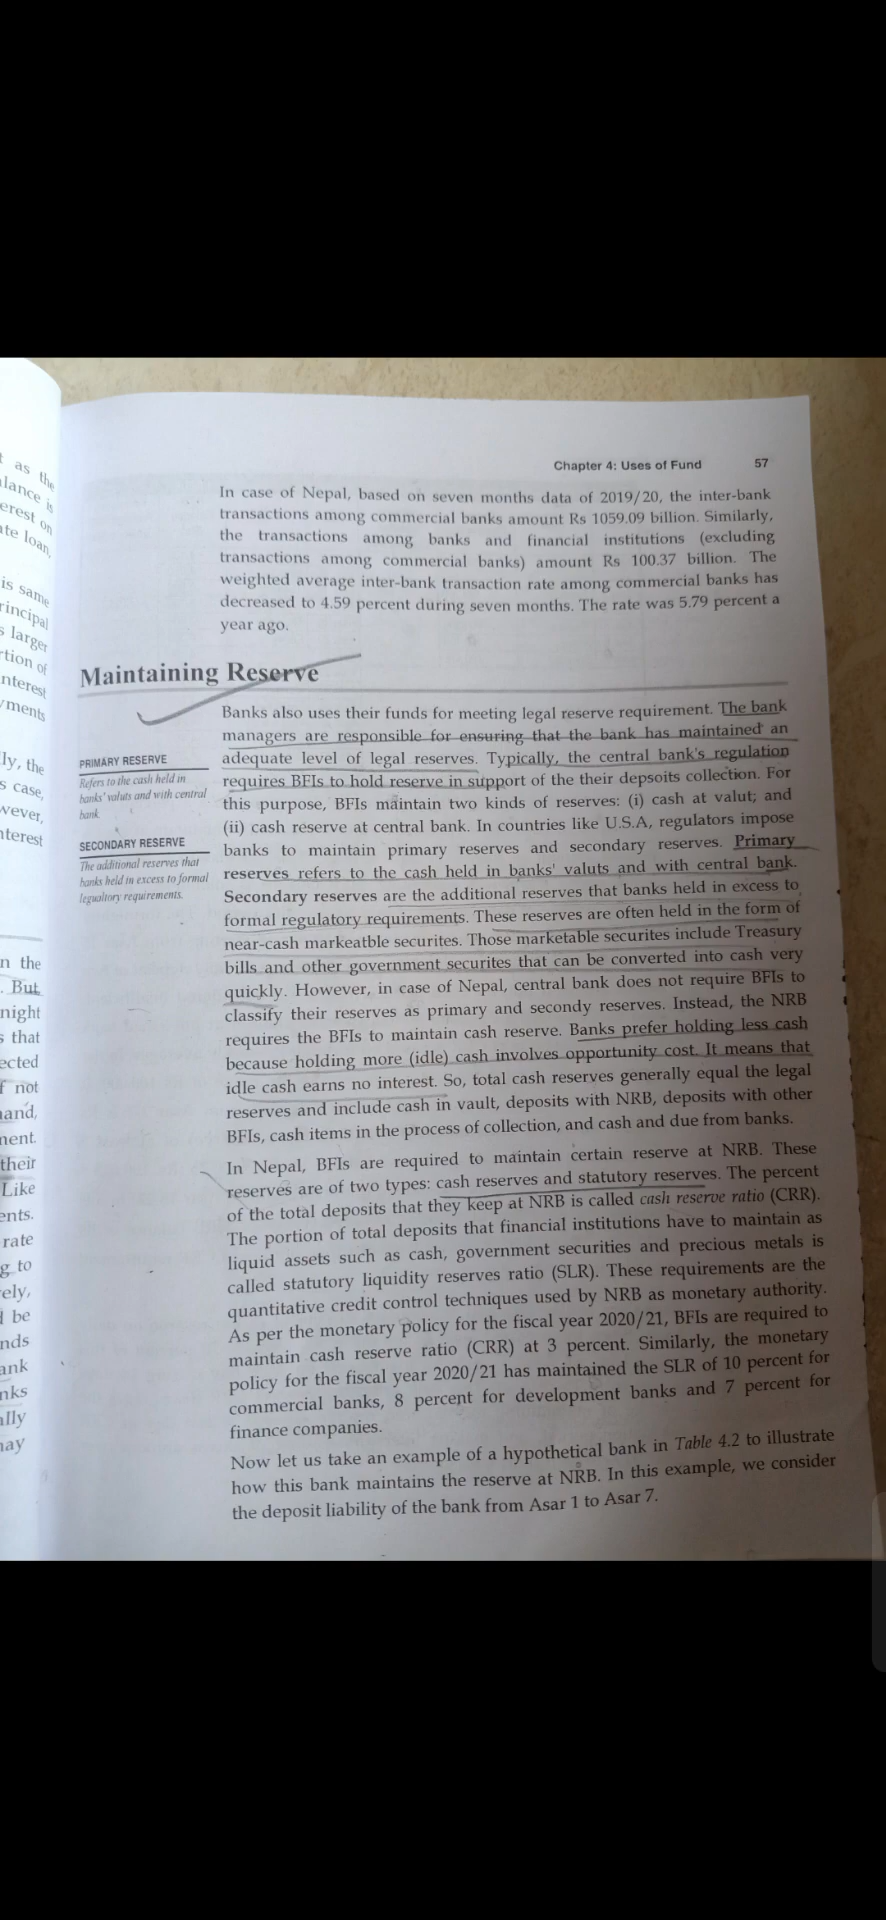 Chapter 4: Uses of Fund 57
In case of Nepal, based on seven months data of 2019/20, the inter-bank
transactions among commercial banks amount Rs 1059.09 billion. Similarly,
the transactions among banks and financial institutions (excluding
transactions among commercial banks) amount Rs 100.37 billion. The
weighted average inter-bank transaction rate among commercial banks has
decreased to 4.59 percent during seven months. The rate was 5.79 percent a
year ago.
Maintaining Reserve
Banks also uses their funds for meeting legal reserve requirement. The bank
managers are responsible for ensuring that the bank has maintained an
adequate level of legal reserves. Typically, the central bank's regulation
requires BFIs to hold reserve in support of the their depsoits collection. For
this purpose, BFIs maintain two kinds of reserves: (i) cash at valut; and
(ii) cash reserve at central bank. In countries like U.S.A, regulators impose
banks to maintain primary reserves and secondary reserves. Primary
reserves refers to the cash held in banks' valuts and with central bank.
Secondary reserves are the additional reserves that banks held in excess to
formal regulatory requirements. These reserves are often held in the form of
near-cash markeatble securites. Those marketable securites include Treasury
bills and other government securites that can be converted into cash very
quickly. However, in case of Nepal, central bank does not require BFIs to
classify their reserves as primary and secondy reserves. Instead, the NRB
requires the BFIs to maintain cash reserve. Banks prefer holding less cash
because holding more (idle) cash involves opportunity cost. It means that
idle cash earns no interest. So, total cash reserves generally equal the legal
reserves and include cash in vault, deposits with NRB, deposits with other
BFIs, cash items in the process of collection, and cash and due from banks.
PRIMARY RESERVE
Refers to the cash held in
banks' valuts and with central
bank
SECONDARY RESERVE
The additional reserves that
banks held in excess to formal
legualtory requirements.
In Nepal, BFIs are required to maintain certain reserve at NRB. These
reserves are of two types: cash reserves and statutory reserves. The percent
of the total deposits that they keep at NRB is called cash reserve ratio (CRR).
The portion of total deposits that financial institutions have to maintain as
liquid assets such as cash, government securities and precious metals is
called statutory liquidity reserves ratio (SLR). These requirements are the
quantitative credit control techniques used by NRB as monetary authority.
As per the monetary policy for the fiscal year 2020/21, BFIs are required to
maintain cash reserve ratio (CRR) at 3 percent. Similarly, the monetary
policy for the fiscal year 2020/21 has maintained the SLR of 10 percent for
commercial banks, 8 percent for development banks and 7 percent for
finance companies.
Now let us take an example of a hypothetical bank in Table 4.2 to illustrate
how this bank maintains the reserve at NRB. In this example, we consider
the deposit liability of the bank from Asar 1 to Asar 7.